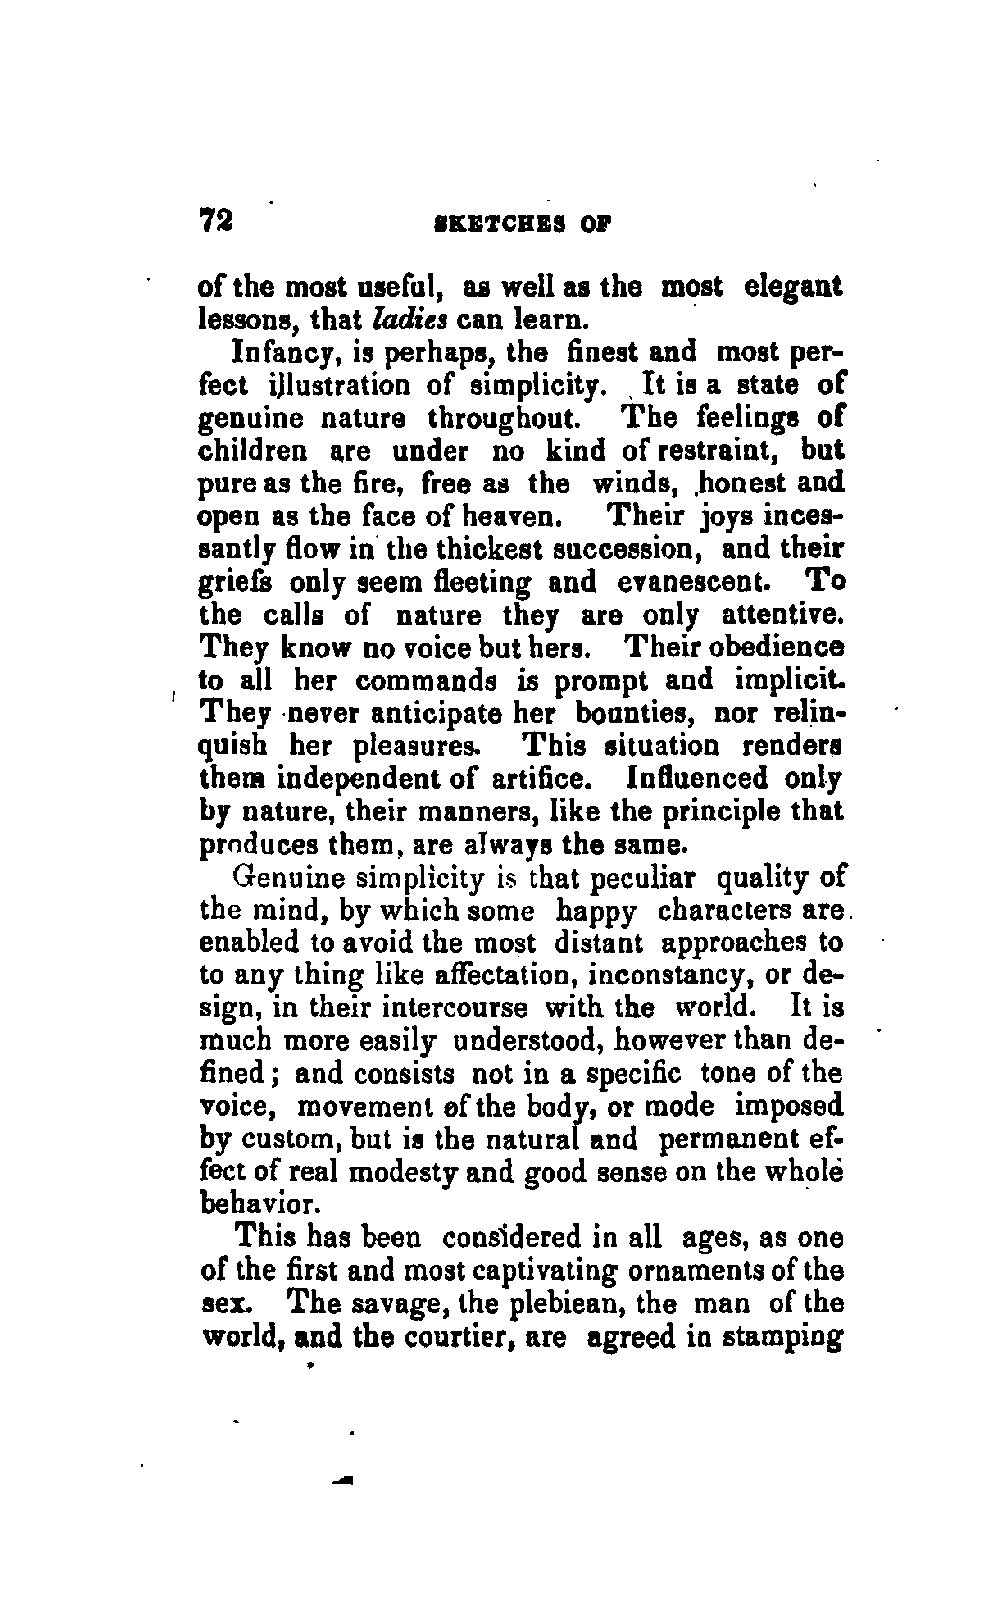 72 SKETCHES OF
of the most useful, as well as the most elegant
lessons, that ladies can learn.
Infancy, is perhaps, the finest and most per-
fect illustration of simplicity. It is a state of
genuine nature throughout. The feelings of
children are under no kind of restraint, but
pure as the fire, free as the winds, honest and
open as the face of heaven. Their joys inces-
santly flow in the thickest succession, and their
griefs only seem fleeting and evanescent. To
the calls of nature they are only attentive.
They know no voice but hers. Their obedience
to all her commands is prompt and implicit.
They never anticipate her bounties, nor relin-
quish her pleasures. This situation renders
them independent of artifice. Influenced only
by nature, their manners, like the principle that
produces them, are always the same.
Genuine simplicity is that peculiar quality of
the mind, by which some happy characters are
enabled to avoid the most distant approaches to
to any thing like affectation, inconstancy, or de-
sign, in their intercourse with the world. It is
much more easily understood, however than de-
fined; and consists not in a specific tone of the
voice, movement of the body, or mode imposed
by custom, but is the natural and permanent ef-
fect of real modesty and good sense on the whole
behavior.
This has been considered in all ages, as one
of the first and most captivating ornaments of the
sex. The savage, the plebiean, the man of the
world, and the courtier, are agreed in stamping